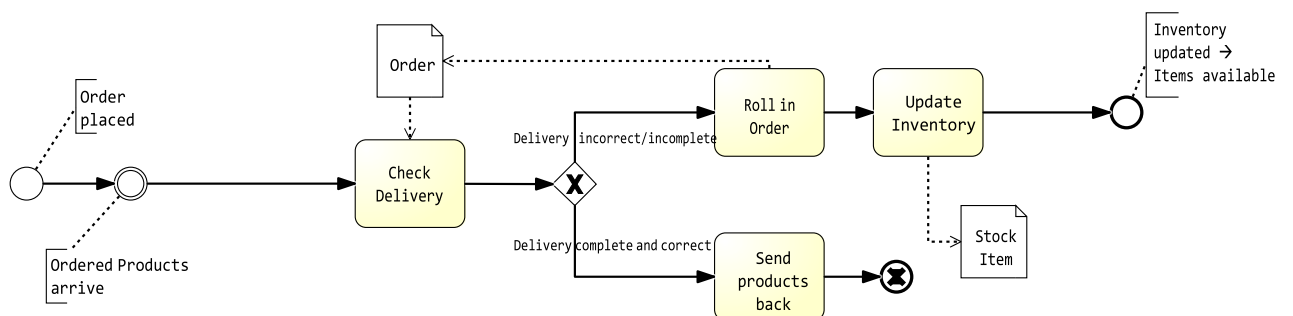 Order
placed
Ordered Products
arrive
Order
Check
Delivery
Delivery incorrect/incomplete
Delivery complete and correct
Roll in
Order
Update
Inventory
Inventory
updated →
Items available
Stock
Item
Send
products
back